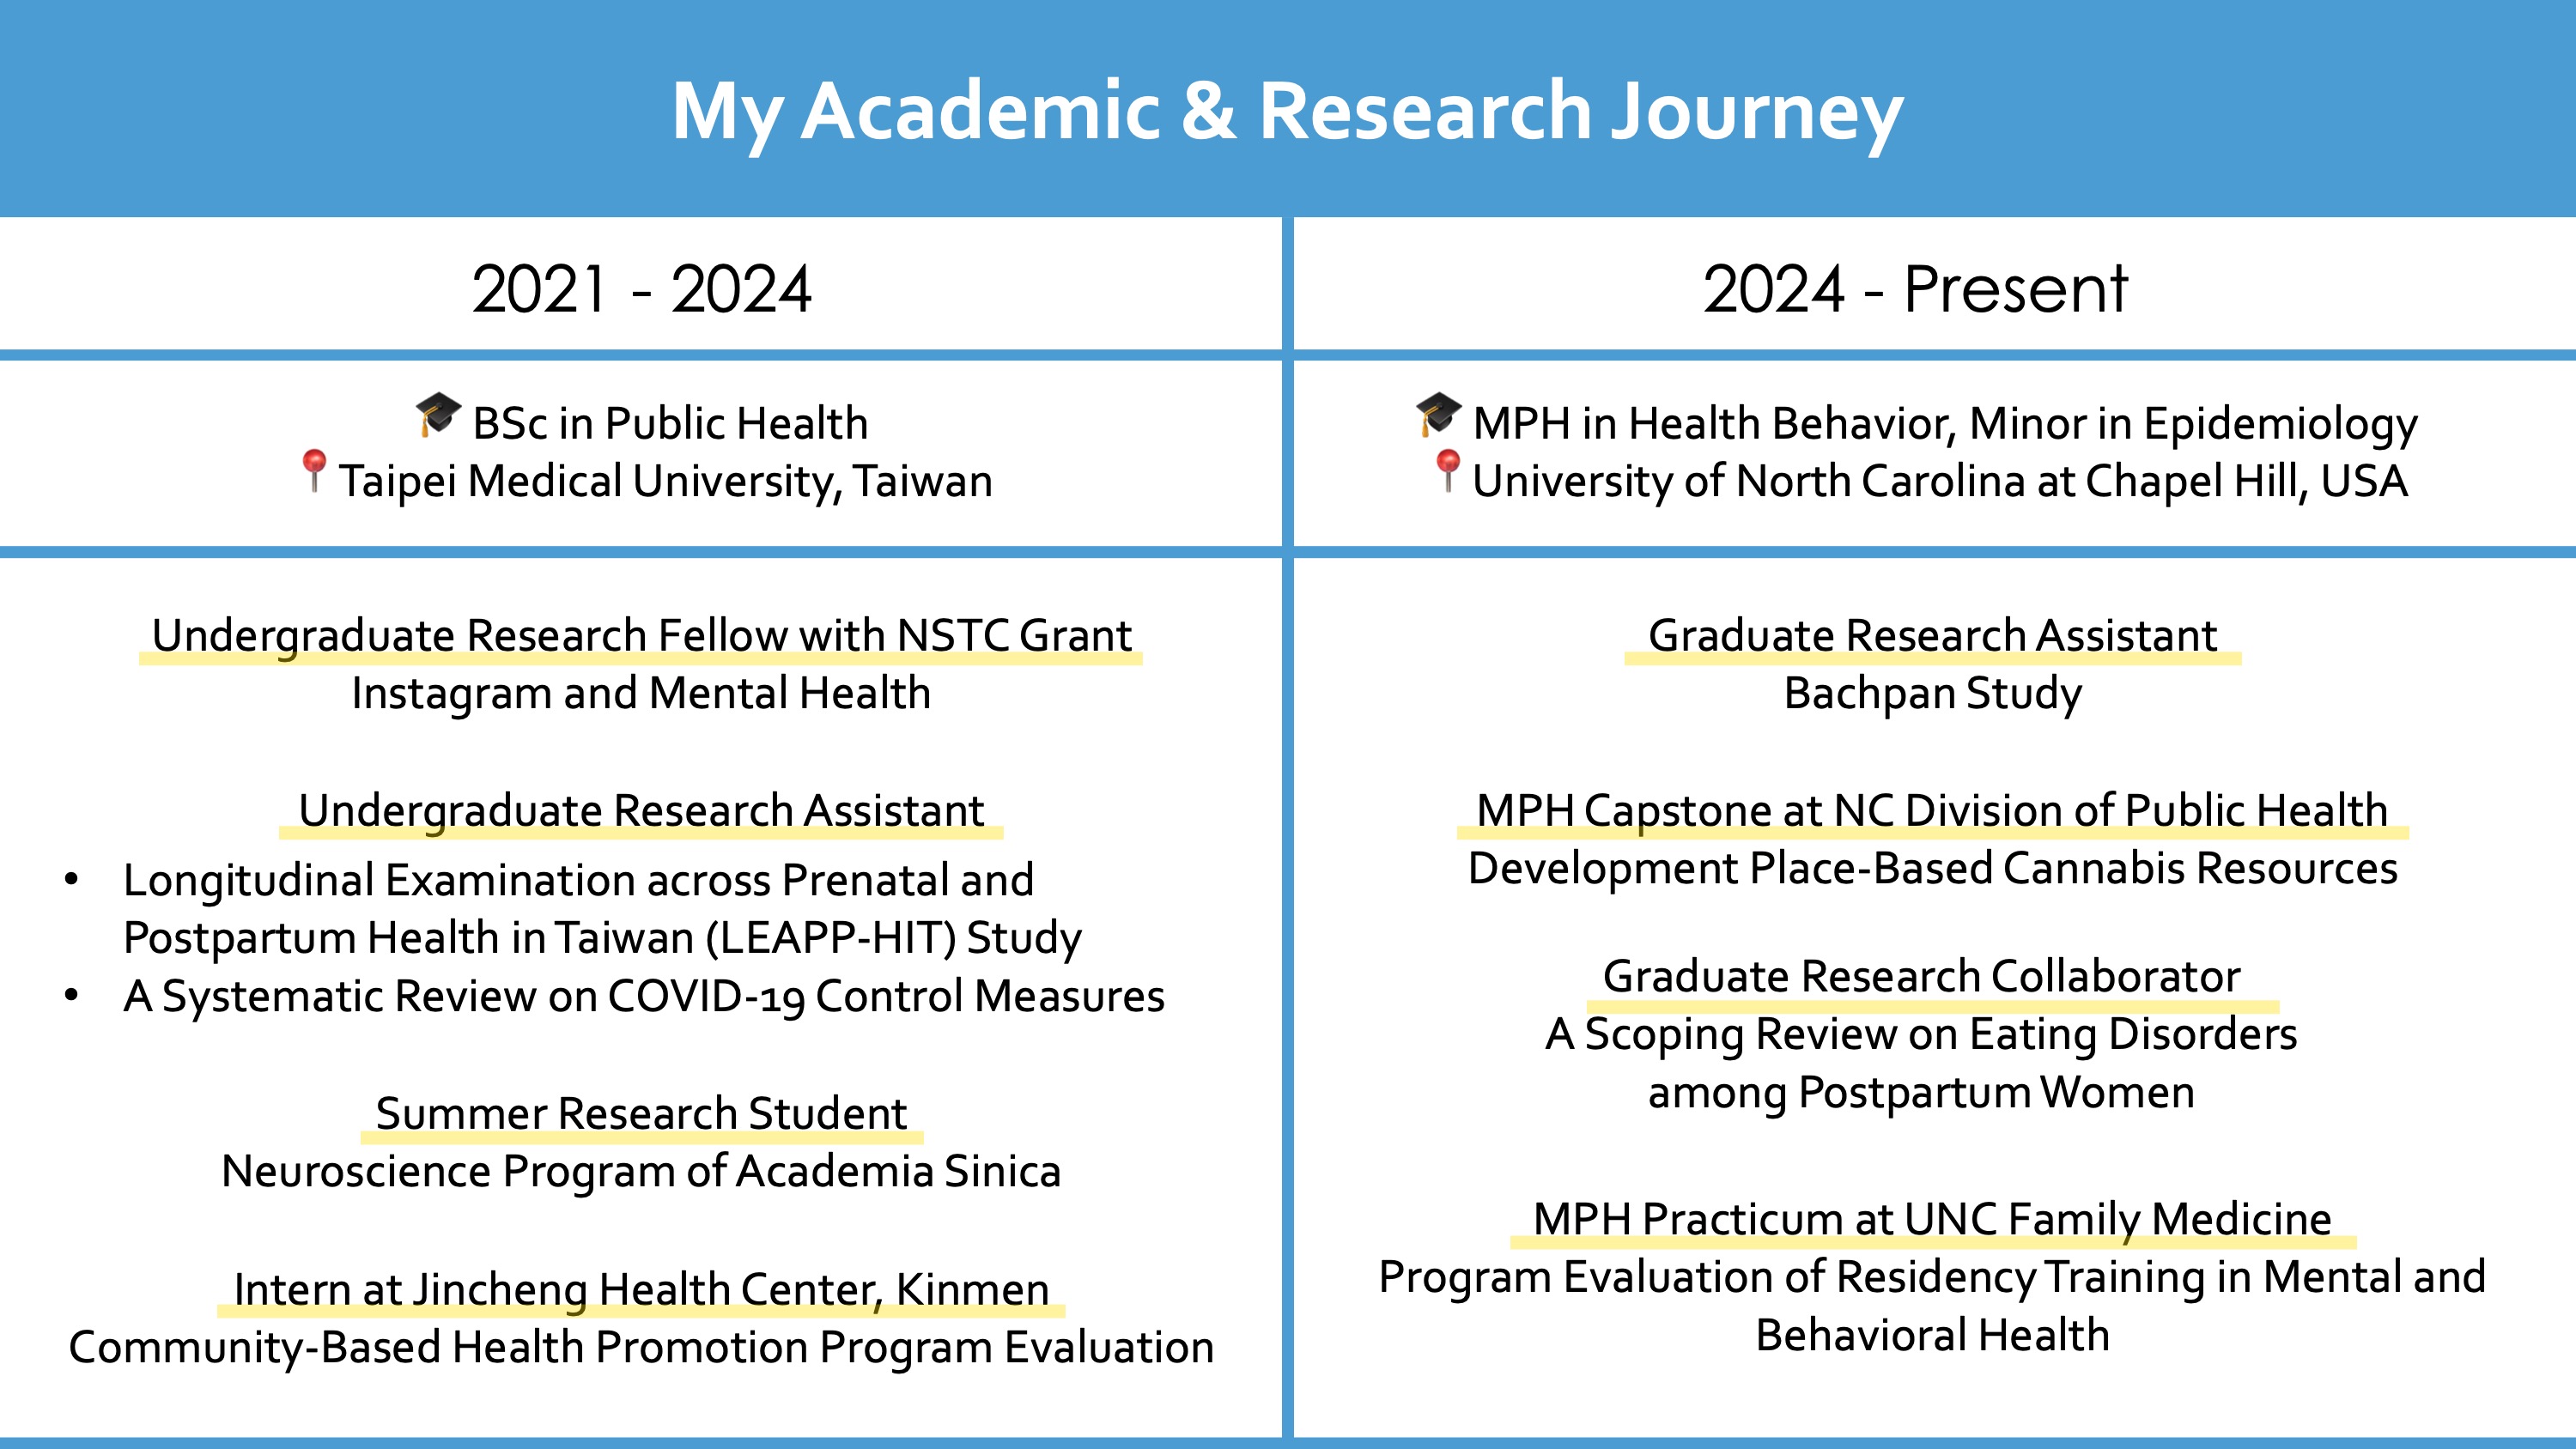 My Academic & Research Journey
2021 - 2024
2024 - Present
🎓 BSc in Public Health
📍Taipei Medical University, Taiwan
🎓 MPH in Health Behavior, Minor in Epidemiology
📍University of North Carolina at Chapel Hill, USA
Undergraduate Research Fellow with NSTC Grant
Instagram and Mental Health
Undergraduate Research Assistant
• Longitudinal Examination across Prenatal and
Postpartum Health in Taiwan (LEAPP-HIT) Study
• A Systematic Review on COVID-19 Control Measures
Summer Research Student
Neuroscience Program of Academia Sinica
Intern at Jincheng Health Center, Kinmen
Community-Based Health Promotion Program Evaluation
Graduate Research Assistant
Bachpan Study
MPH Capstone at NC Division of Public Health
Development Place-Based Cannabis Resources
Graduate Research Collaborator
A Scoping Review on Eating Disorders
among Postpartum Women
MPH Practicum at UNC Family Medicine
Program Evaluation of Residency Training in Mental and
Behavioral Health